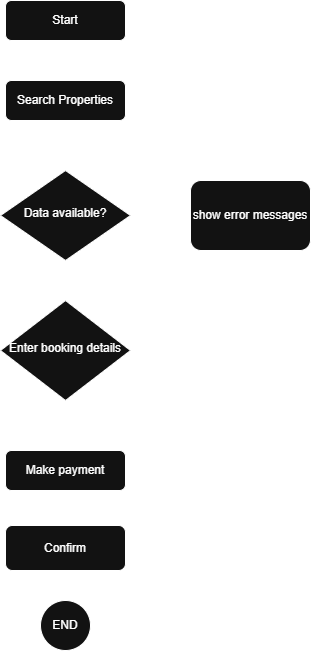 Start
Search Properties
Data available?
show error messages
Enter booking details
Make payment
Confirm
END